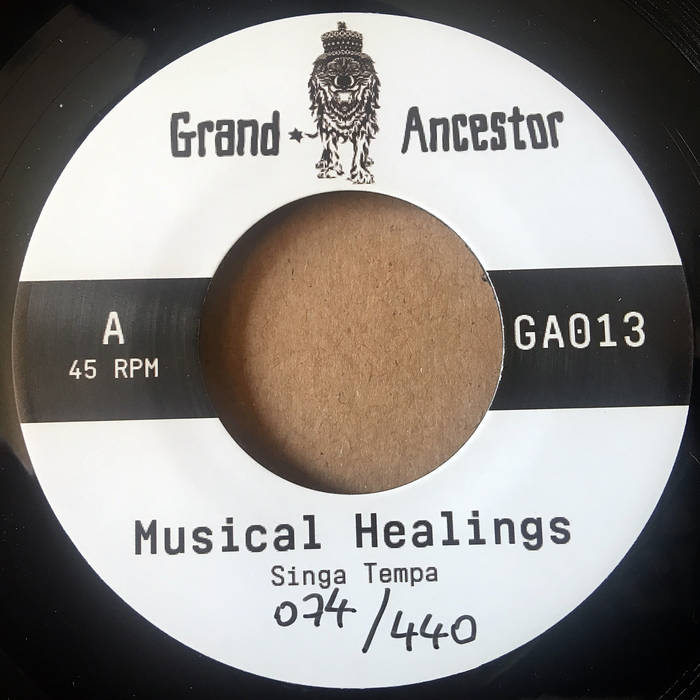 Grand Ancestor
A
45 RPM
GA013
Musical Healings
Singa Tempa
074/440